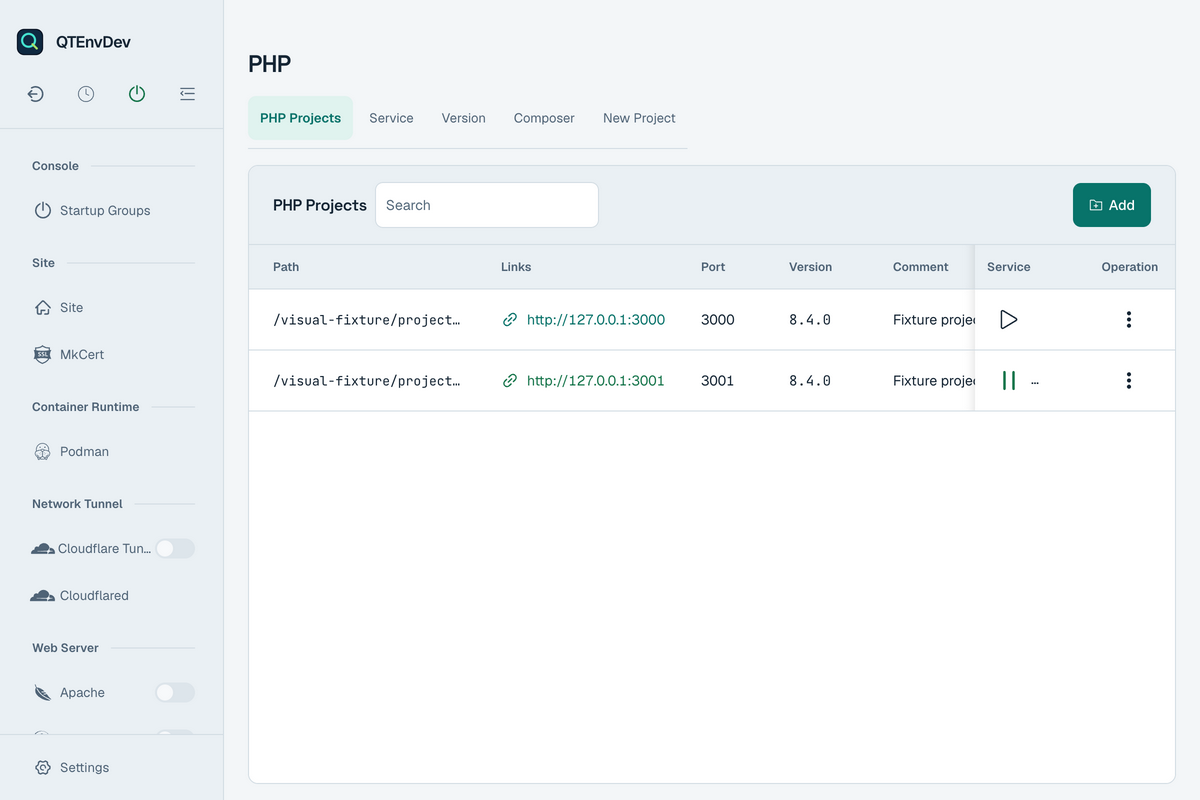 QTEnvDev
Console
Startup Groups
Site
Site
MkCert
Container Runtime
Podman
Network Tunnel
Cloudflare Tun...
Cloudflared
Web Server
Apache
Settings
PHP
PHP Projects Service Version Composer New Project
PHP Projects Search Add
Path Links Port Version Comment Service Operation
/visual-fixture/project… http://127.0.0.1:3000 3000 8.4.0 Fixture projec
/visual-fixture/project… http://127.0.0.1:3001 3001 8.4.0 Fixture projec ...